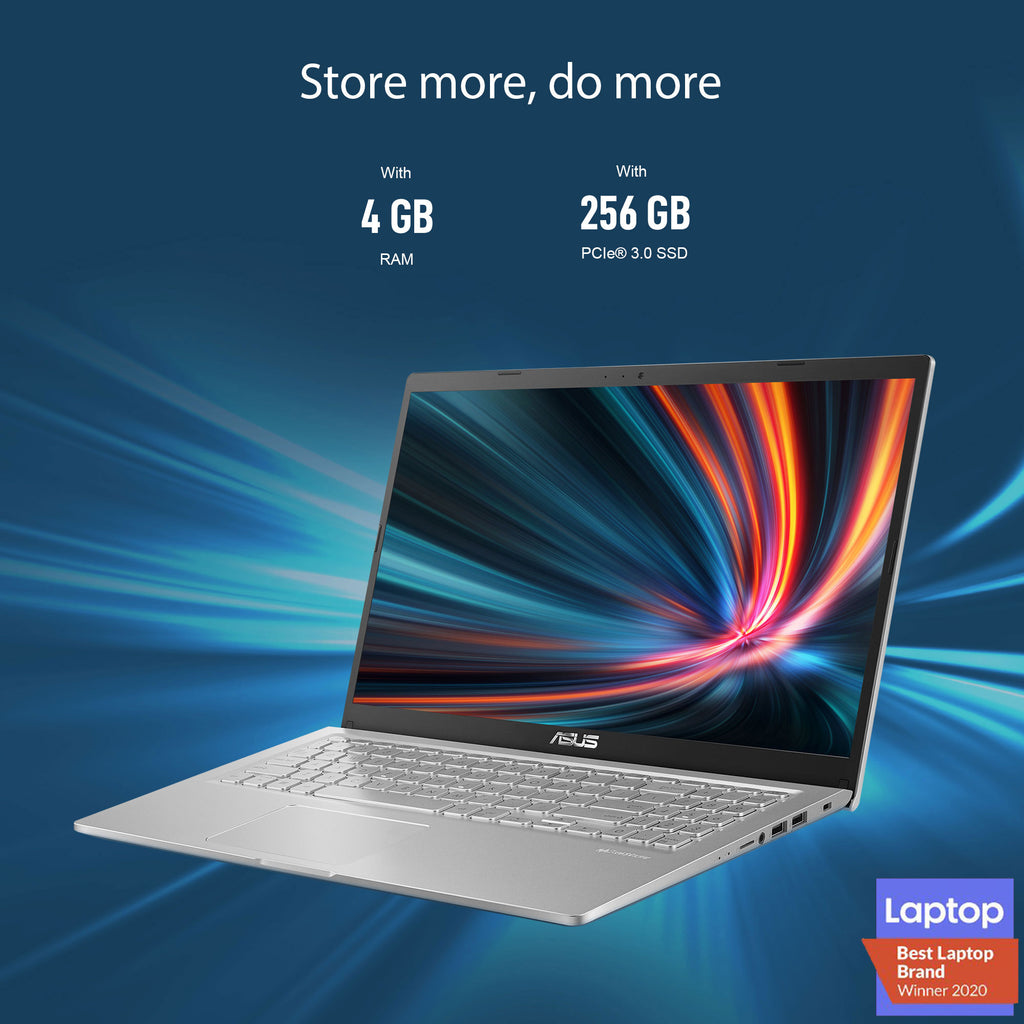 Store more, do more
With
4 GB
RAM
With
256 GB
PCIe® 3.0 SSD
ASUS
Laptop
Best Laptop
Brand
Winner 2020